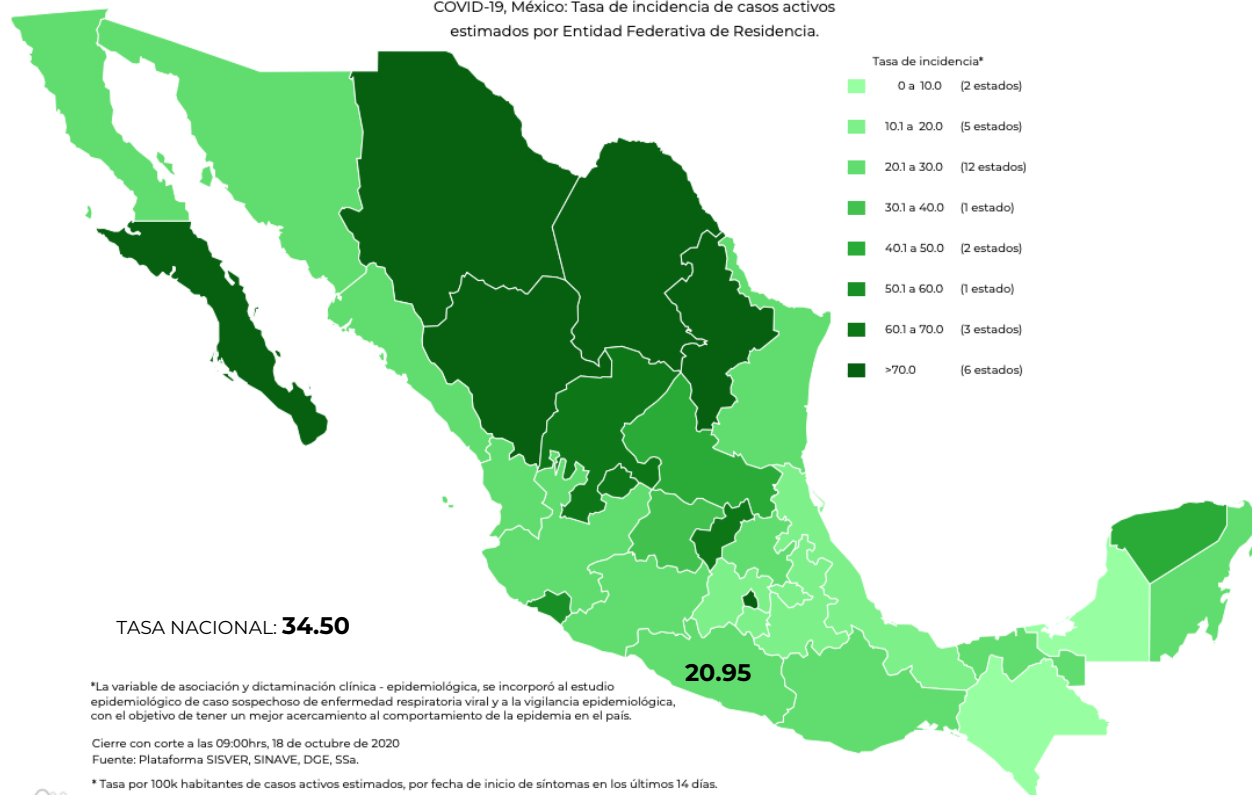 COVID-19, México: Tasa de incidencia de casos activos
estimados por Entidad Federativa de Residencia.
Tasa de incidencia*
0 a 10.0 (2 estados)
10.1 a 20.0 (5 estados)
20.1 a 30.0 (12 estados)
30.1 a 40.0 (1 estado)
40.1 a 50.0 (2 estados)
50.1 a 60.0 (1 estado)
60.1 a 70.0 (3 estados)
>70.0 (6 estados)
TASA NACIONAL: 34.50
20.95
*La variable de asociación y dictaminación clínica - epidemiológica, se incorporó al estudio
epidemiológico de caso sospechoso de enfermedad respiratoria viral y a la vigilancia epidemiológica,
con el objetivo de tener un mejor acercamiento al comportamiento de la epidemia en el país.
Cierre con corte a las 09:00hrs, 18 de octubre de 2020
Fuente: Plataforma SISVER, SINAVE, DGE, SSa.
* Tasa por 100k habitantes de casos activos estimados, por fecha de inicio de síntomas en los últimos 14 días.